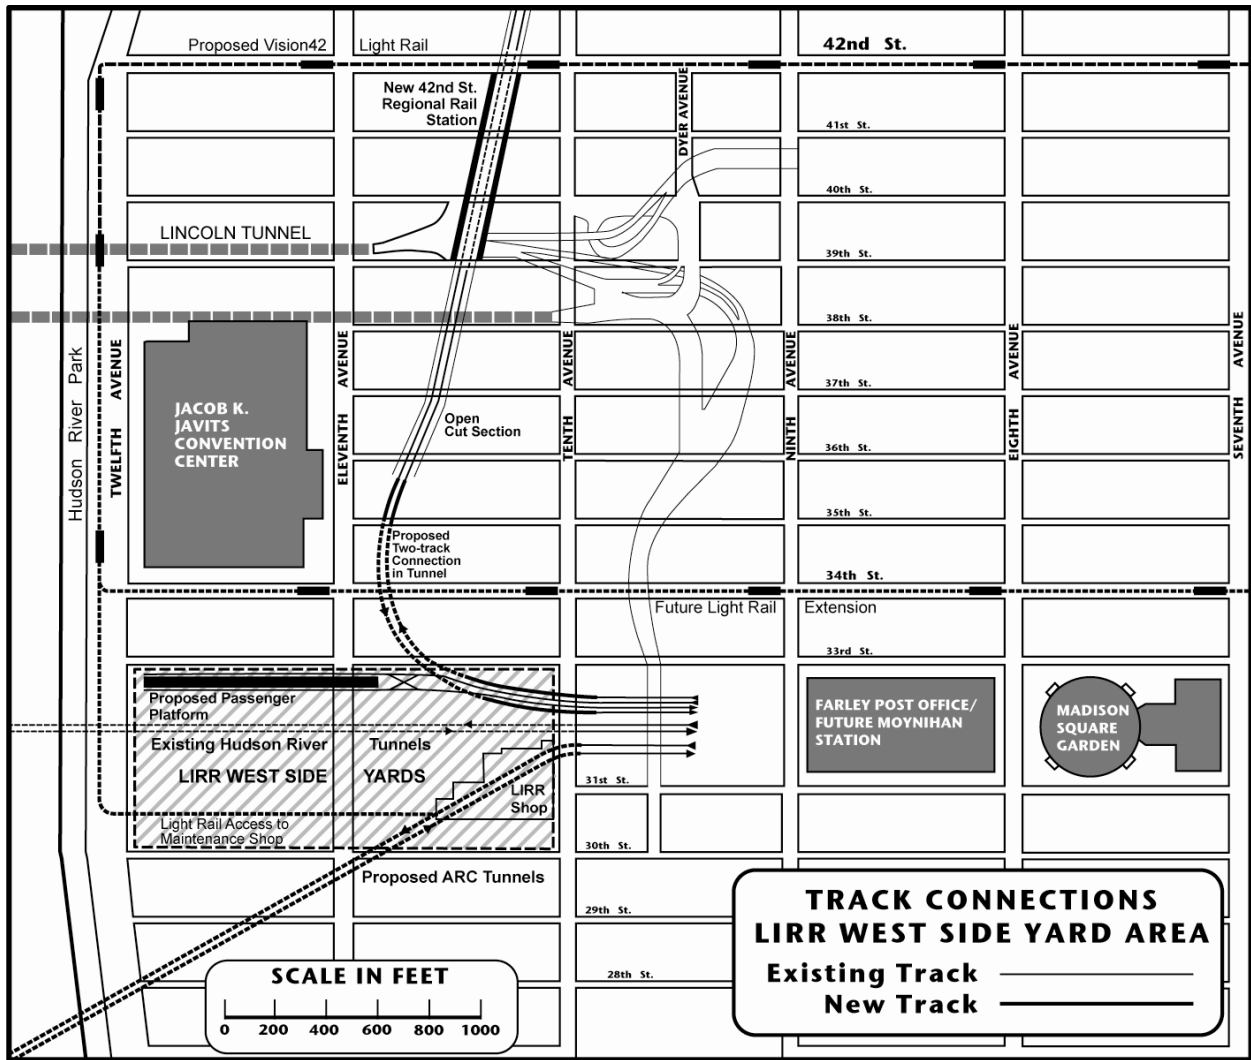 Proposed Vision42 Light Rail
42nd St.
New 42nd St.
Regional Rail
Station
DYER AVENUE
41st St.
40th St.
LINCOLN TUNNEL
39th St.
38th St.
Hudson River Park
TWELFTH AVENUE
ELEVENTH AVENUE
TENTH AVENUE
NINTH AVENUE
EIGHTH AVENUE
SEVENTH AVENUE
37th St.
JACOB K.
JAVITS
CONVENTION
CENTER
Open
Cut Section
36th St.
35th St.
Proposed
Two-track
Connection
in Tunnel
34th St.
Future Light Rail Extension
33rd St.
Proposed Passenger
Platform
FARLEY POST OFFICE/
FUTURE MOYNIHAN
STATION
MADISON
SQUARE
GARDEN
Existing Hudson River Tunnels
LIRR WEST SIDE YARDS
31st St.
LIRR
Shop
Light Rail Access to
Maintenance Shop
30th St.
Proposed ARC Tunnels
29th St.
28th St.
TRACK CONNECTIONS
LIRR WEST SIDE YARD AREA
Existing Track
New Track
SCALE IN FEET
0 200 400 600 800 1000